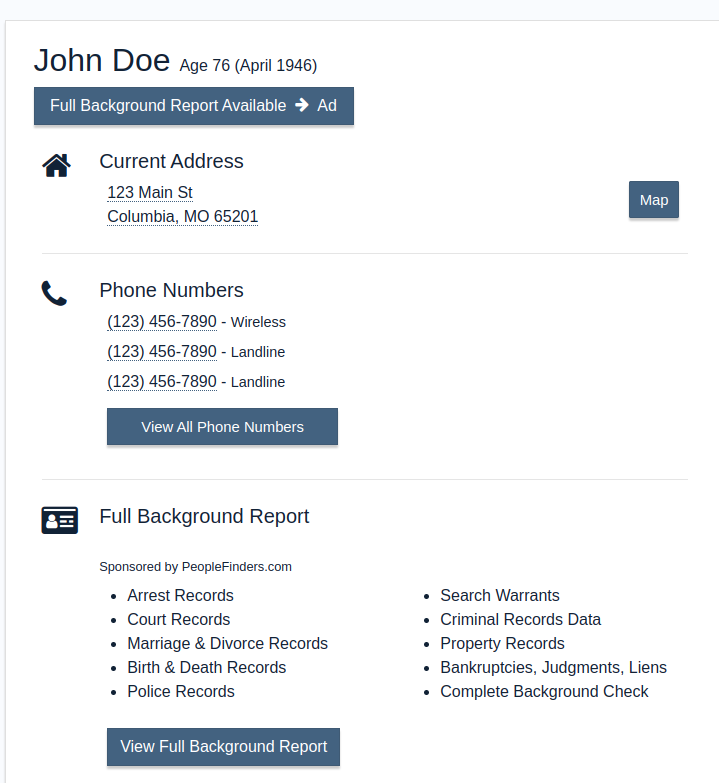 John Doe Age 76 (April 1946)
Full Background Report Available Ad
Current Address
123 Main St
Columbia, MO 65201
Map
Phone Numbers
(123) 456-7890 - Wireless
(123) 456-7890 - Landline
(123) 456-7890 - Landline
View All Phone Numbers
Full Background Report
Sponsored by PeopleFinders.com
Arrest Records
Court Records
Marriage & Divorce Records
Birth & Death Records
Police Records
Search Warrants
Criminal Records Data
Property Records
Bankruptcies, Judgments, Liens
Complete Background Check
View Full Background Report